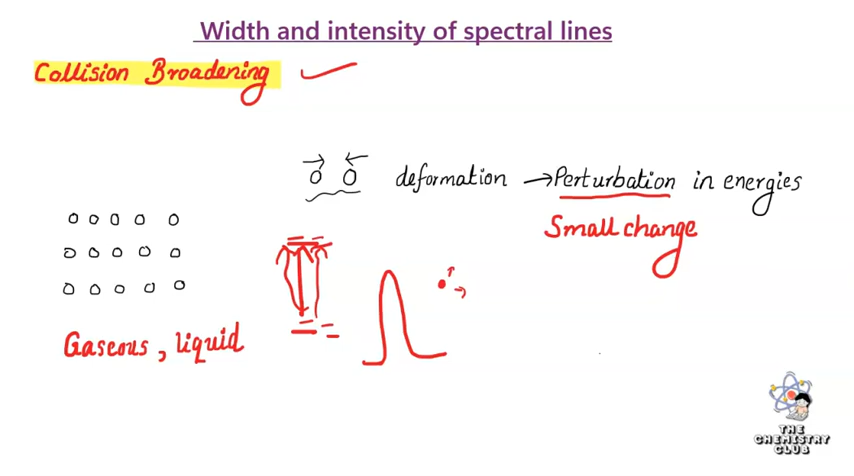 Width and intensity of spectral lines
Collision Broadening
deformation → Perturbation in energies
Small change
Gaseous, liquid
THE
CHEMISTRY
CLUB